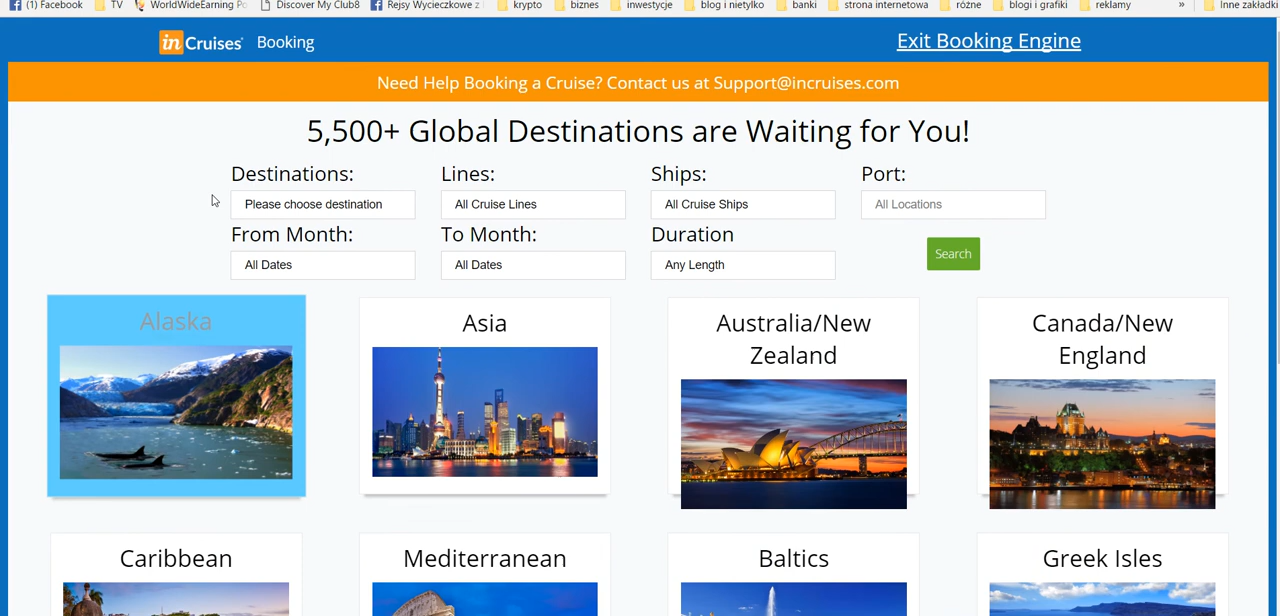 (1) Facebook TV WorldWideEarning Po Discover My Club8 Rejsy Wycieczkowe z krypto biznes inwestycje blog i nietylko banki strona internetowa różne blogi i grafiki reklamy » Inne zakładki
inCruises® Booking Exit Booking Engine
Need Help Booking a Cruise? Contact us at Support@incruises.com
5,500+ Global Destinations are Waiting for You!
Destinations: Lines: Ships: Port:
Please choose destination All Cruise Lines All Cruise Ships All Locations
From Month: To Month: Duration
All Dates All Dates Any Length Search
Alaska
Asia
Australia/New
Zealand
Canada/New
England
Caribbean
Mediterranean
Baltics
Greek Isles